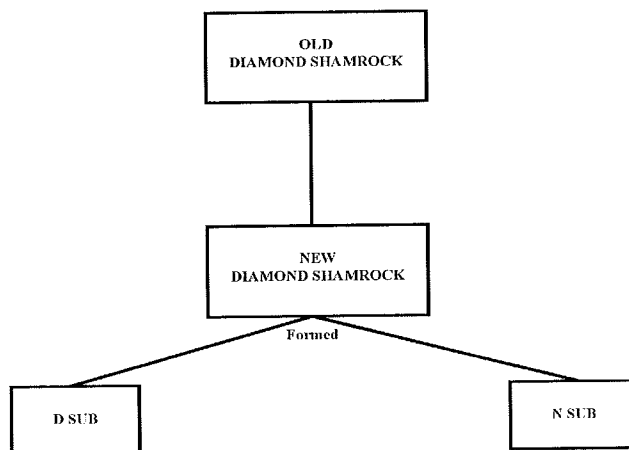 OLD
DIAMOND SHAMROCK
NEW
DIAMOND SHAMROCK
Formed
D SUB
N SUB